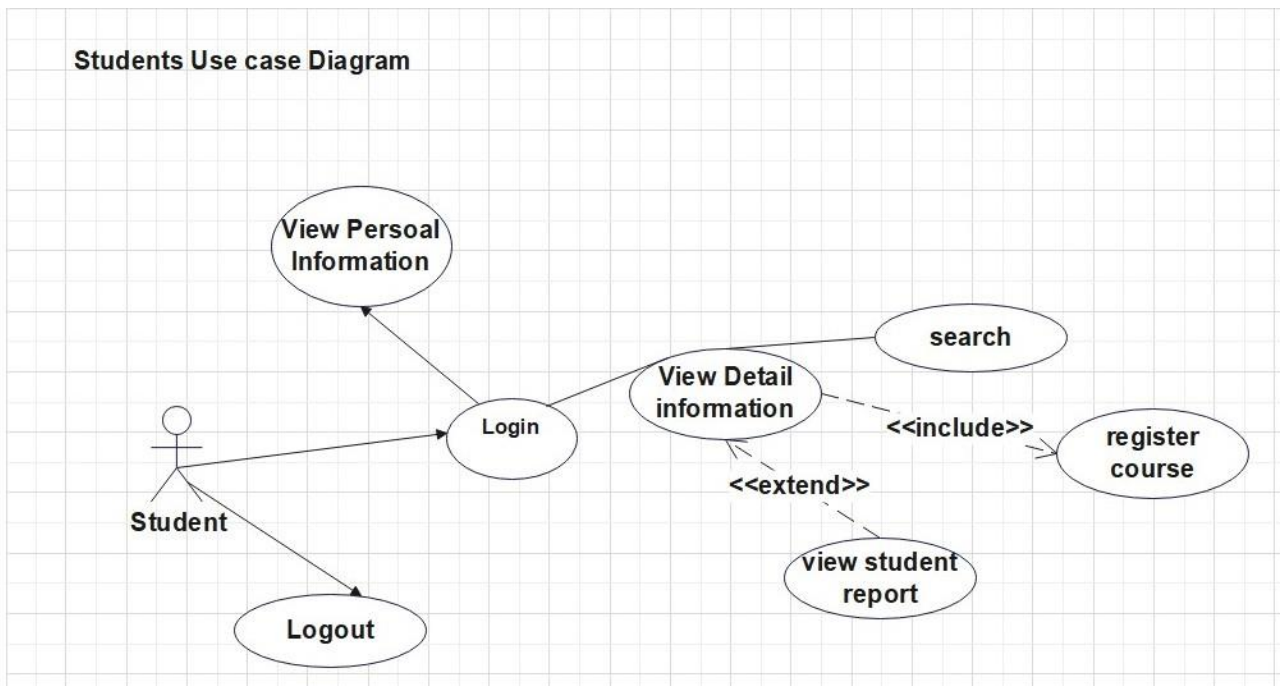 Students Use case Diagram
View Persoal
Information
search
View Detail
information
Login
<<include>>
register
course
<<extend>>
Student
view student
report
Logout